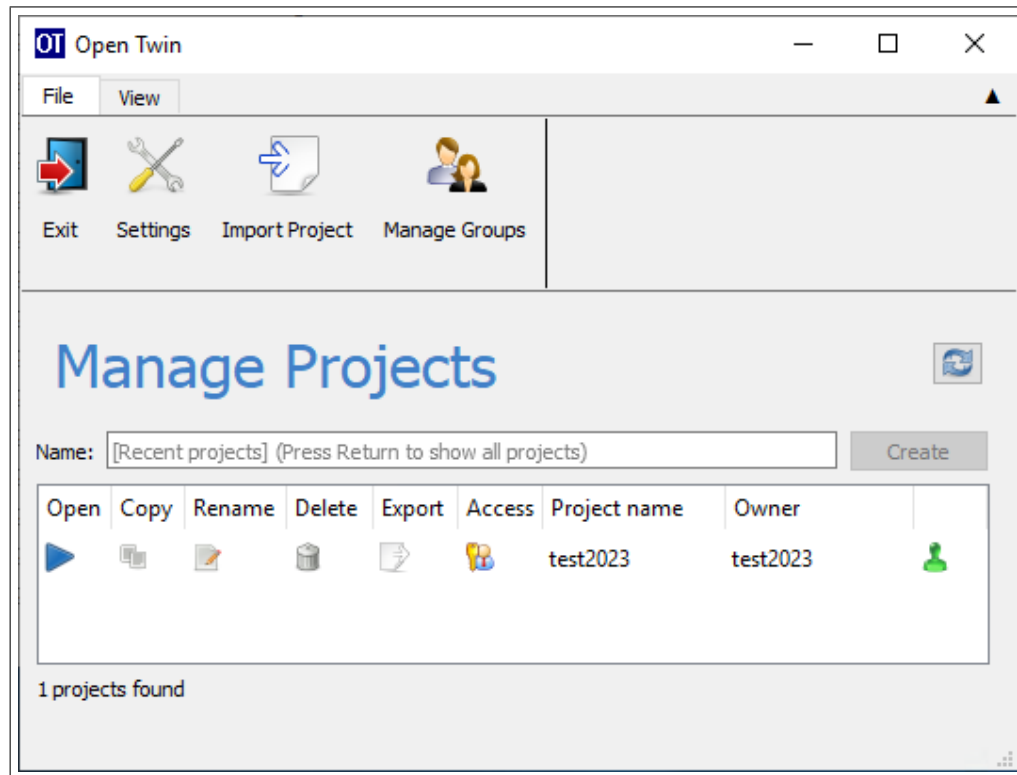 OT Open Twin
File View
Exit Settings Import Project Manage Groups
Manage Projects
Name: [Recent projects] (Press Return to show all projects) Create
Open Copy Rename Delete Export Access Project name Owner
test2023 test2023
1 projects found